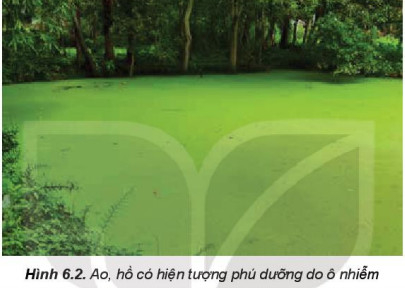 Hình 6.2. Ao, hồ có hiện tượng phú dưỡng do ô nhiễm